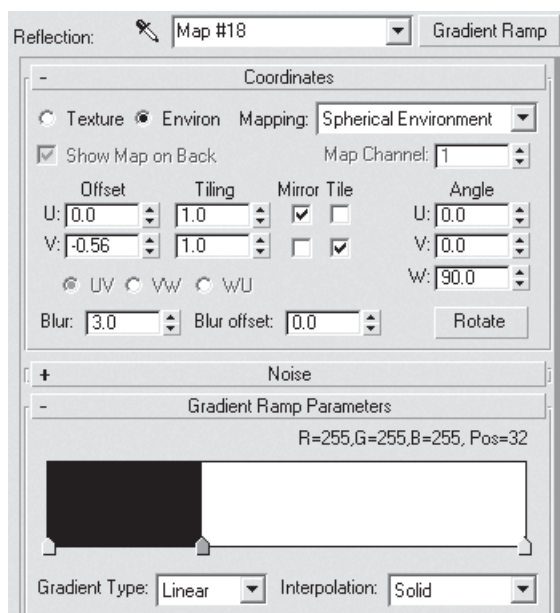 Reflection: Map #18 Gradient Ramp
- Coordinates
Texture Environ Mapping: Spherical Environment
Show Map on Back Map Channel: 1
Offset Tiling Mirror Tile Angle
U: 0.0 1.0 U: 0.0
V: -0.56 1.0 V: 0.0
UV VW WU W: 90.0
Blur: 3.0 Blur offset: 0.0 Rotate
+ Noise
- Gradient Ramp Parameters
R=255,G=255,B=255, Pos=32
Gradient Type: Linear Interpolation: Solid